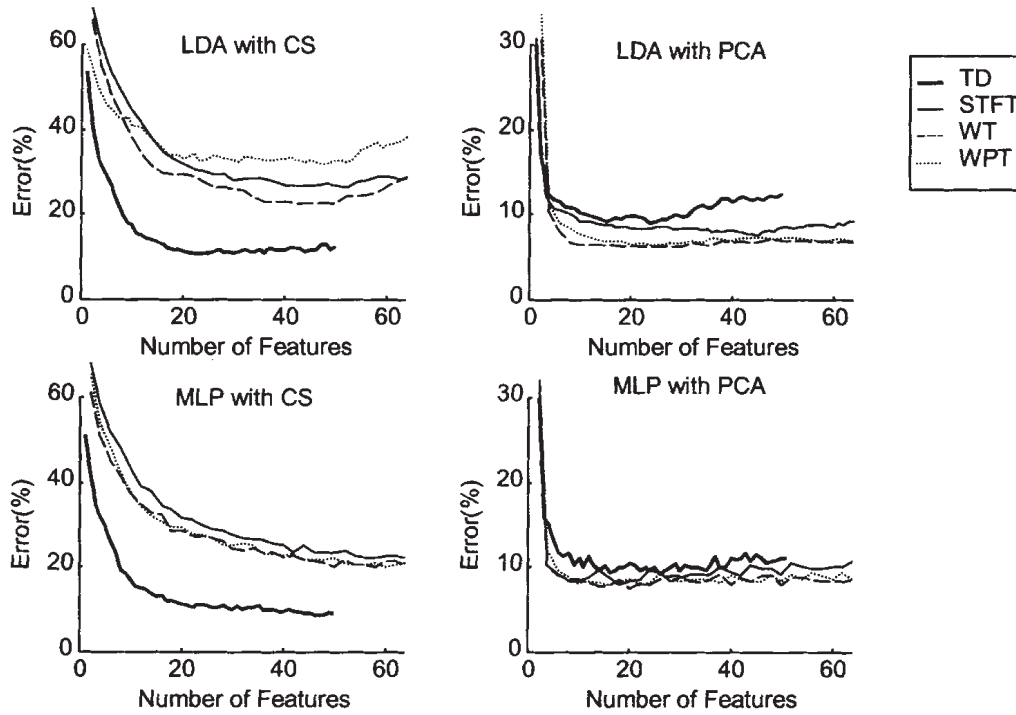 LDA with CS
Error(%)
60
40
20
0
0 20 40 60
Number of Features
LDA with PCA
Error(%)
30
20
10
0
0 20 40 60
Number of Features
TD
STFT
WT
WPT
MLP with CS
Error(%)
60
40
20
0
0 20 40 60
Number of Features
MLP with PCA
Error(%)
30
20
10
0
0 20 40 60
Number of Features